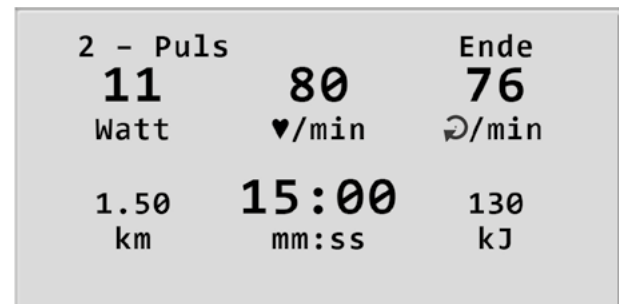 2 – Puls Ende
11 80 76
Watt ♥/min ⟲/min
1.50 15:00 130
km mm:ss kJ